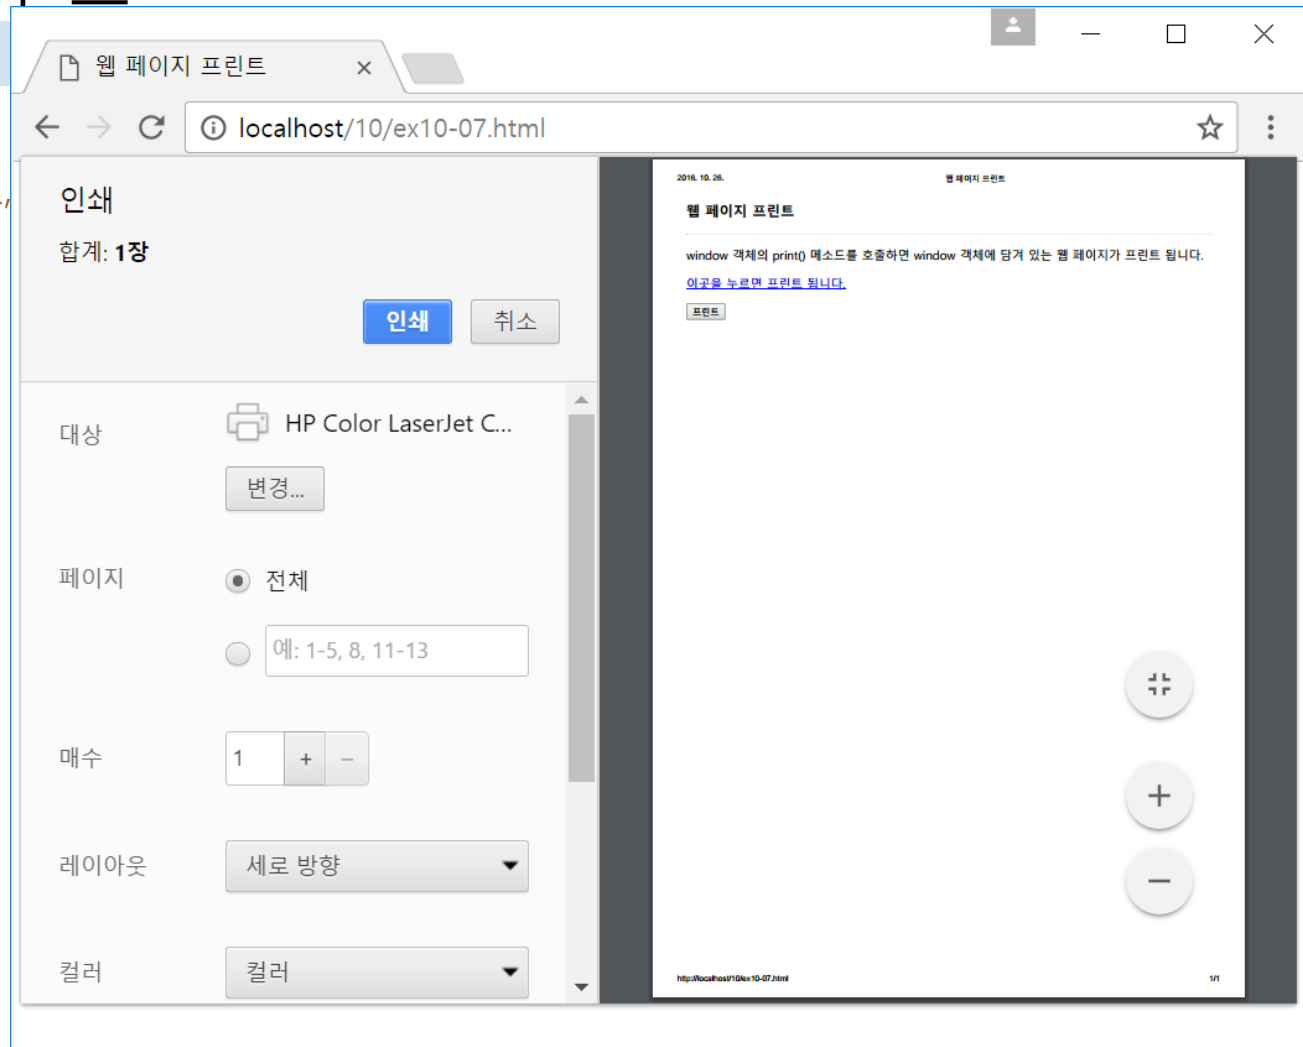 웹 페이지 프린트
localhost/10/ex10-07.html
인쇄
합계: 1장
인쇄 취소
대상 HP Color LaserJet C...
변경...
페이지 전체
예: 1-5, 8, 11-13
매수 1 + −
레이아웃 세로 방향
컬러 컬러
2016. 10. 26. 웹 페이지 프린트
웹 페이지 프린트
window 객체의 print() 메소드를 호출하면 window 객체에 담겨 있는 웹 페이지가 프린트 됩니다.
이곳을 누르면 프린트 됩니다.
프린트
http://localhost/10/ex10-07.html 1/1